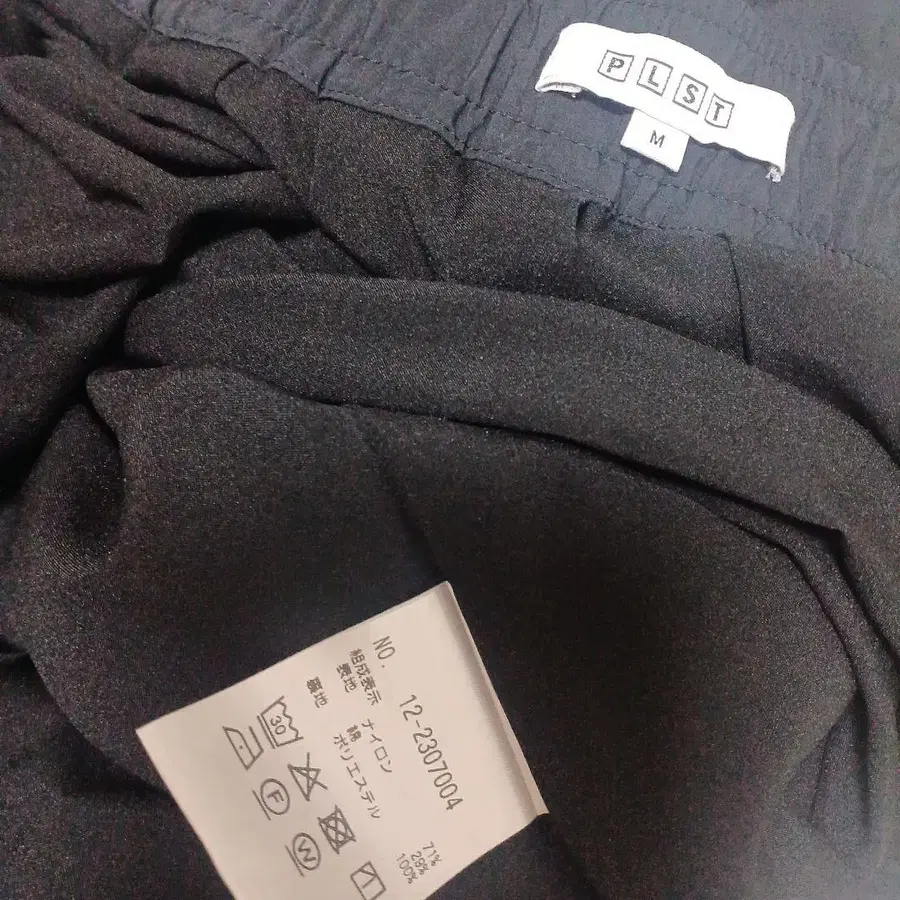 PLST
M
NO. 12-2307004
組成表示
表地 ナイロン 71%
綿 29%
裏地 ポリエステル 100%
30
F
W